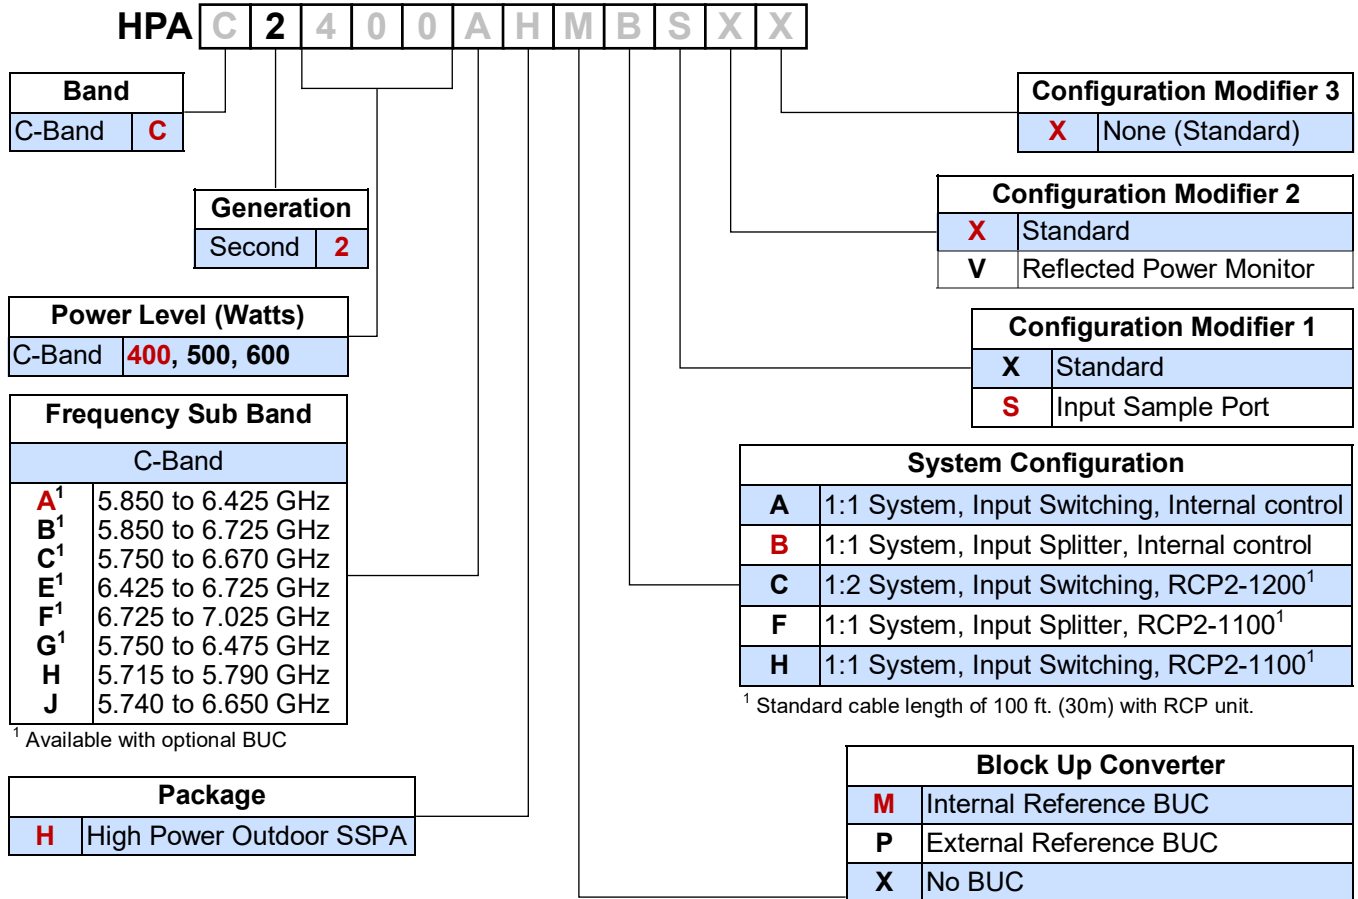 HPA C 2 4 0 0 A H M B S X X
Band
C-Band C
Generation
Second 2
Power Level (Watts)
C-Band 400, 500, 600
Frequency Sub Band
C-Band
A¹ 5.850 to 6.425 GHz
B¹ 5.850 to 6.725 GHz
C¹ 5.750 to 6.670 GHz
E¹ 6.425 to 6.725 GHz
F¹ 6.725 to 7.025 GHz
G¹ 5.750 to 6.475 GHz
H 5.715 to 5.790 GHz
J 5.740 to 6.650 GHz
¹ Available with optional BUC
Package
H High Power Outdoor SSPA
Configuration Modifier 3
X None (Standard)
Configuration Modifier 2
X Standard
V Reflected Power Monitor
Configuration Modifier 1
X Standard
S Input Sample Port
System Configuration
A 1:1 System, Input Switching, Internal control
B 1:1 System, Input Splitter, Internal control
C 1:2 System, Input Switching, RCP2-1200¹
F 1:1 System, Input Splitter, RCP2-1100¹
H 1:1 System, Input Switching, RCP2-1100¹
¹ Standard cable length of 100 ft. (30m) with RCP unit.
Block Up Converter
M Internal Reference BUC
P External Reference BUC
X No BUC